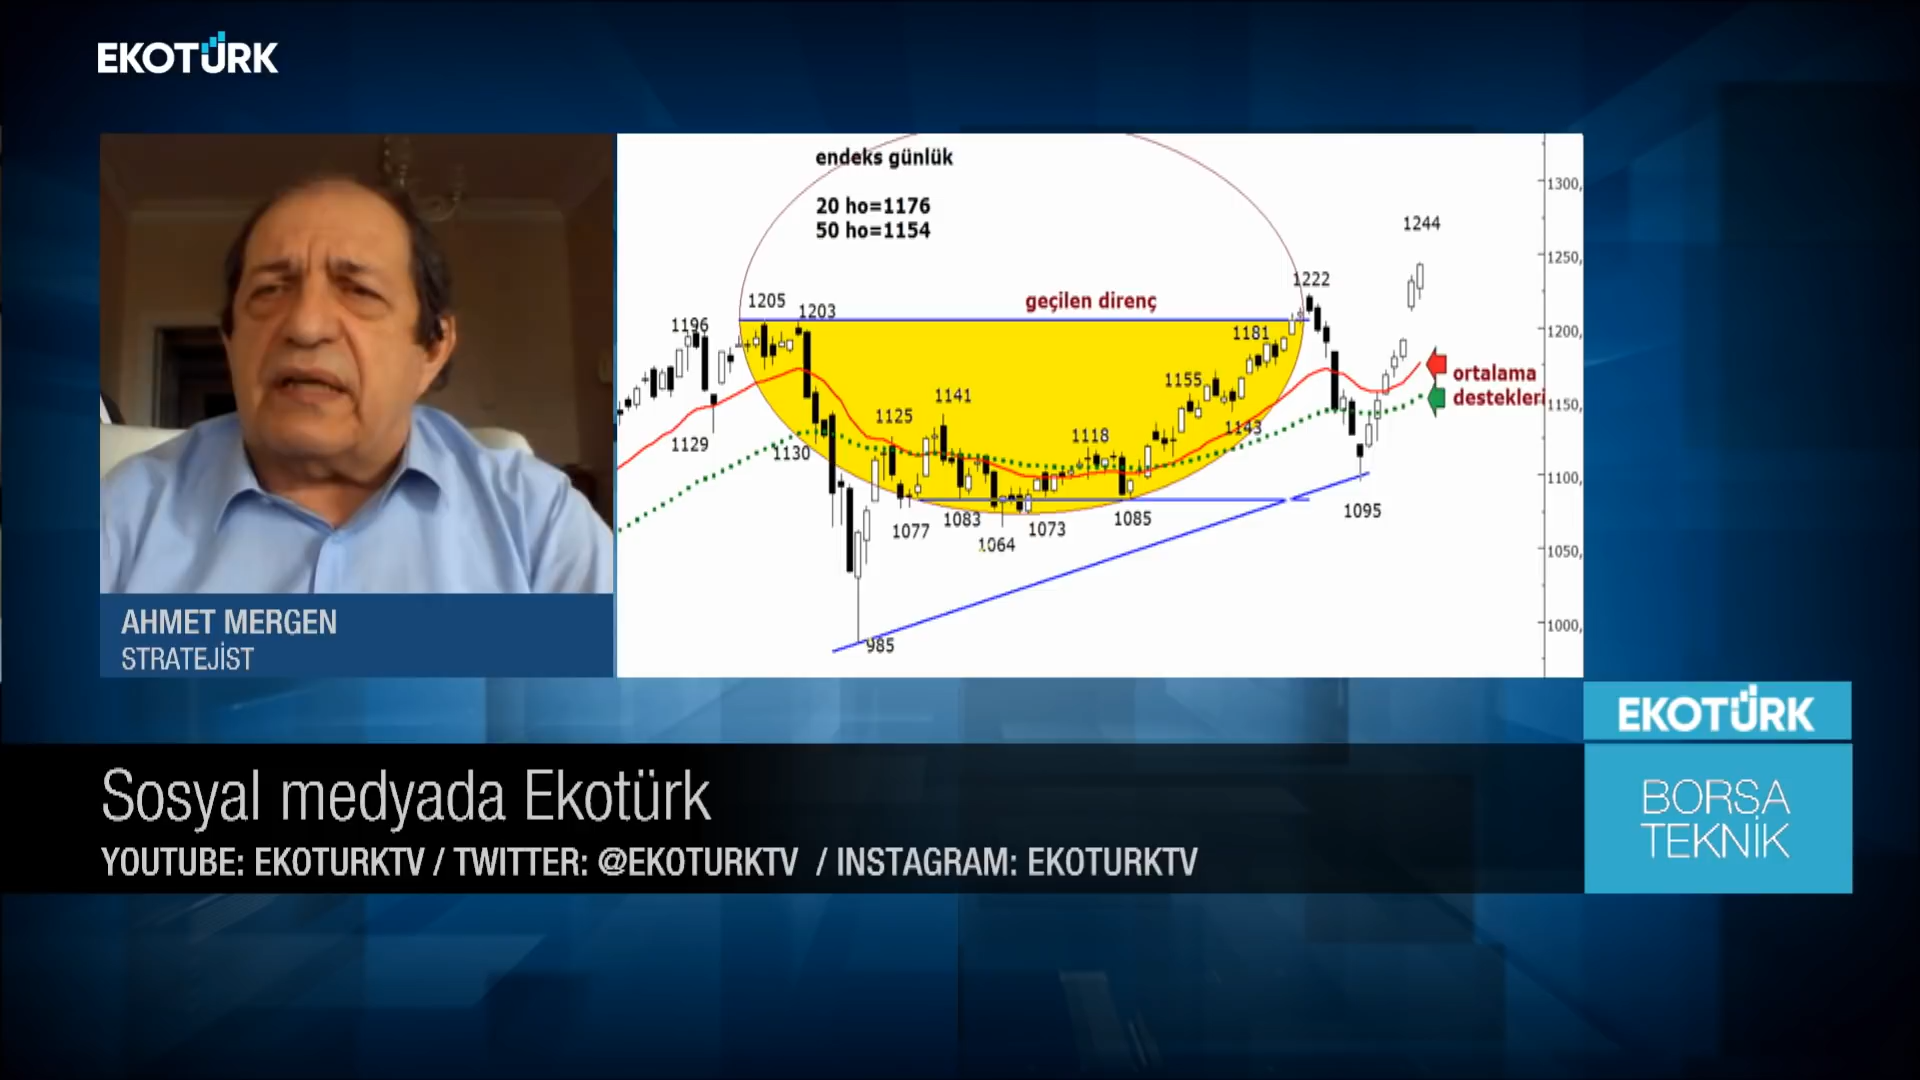 EKOTÜRK
endeks günlük
20 ho=1176
50 ho=1154
1300,
1244
1250,
1222
1205
1203
geçilen direnç
1196
1181
1200,
ortalama
destekleri
1155
1150,
1141
1125
1118
1143
1129
1130
1100,
1077
1083
1064
1073
1085
1095
1050,
985
1000,
AHMET MERGEN
STRATEJİST
EKOTÜRK
BORSA
TEKNİK
Sosyal medyada Ekotürk
YOUTUBE: EKOTURKTV / TWITTER: @EKOTURKTV / INSTAGRAM: EKOTURKTV